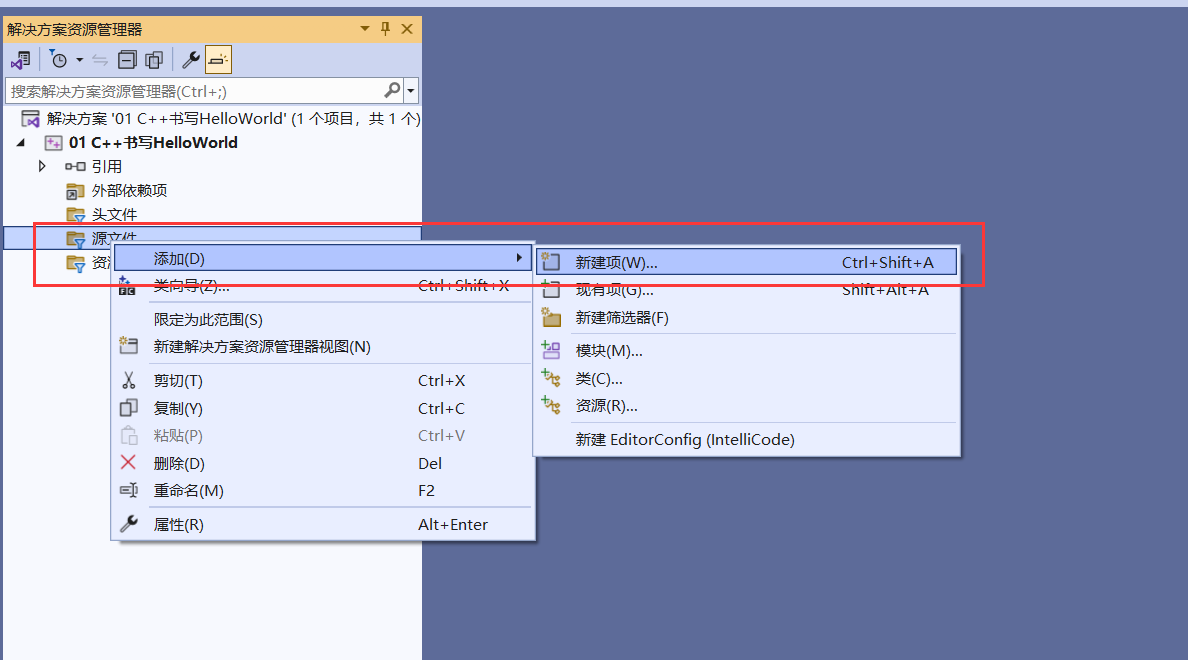 解决方案资源管理器
搜索解决方案资源管理器(Ctrl+;)
解决方案 '01 C++书写HelloWorld' (1 个项目，共 1 个)
01 C++书写HelloWorld
引用
外部依赖项
头文件
源文件
添加(D)
类向导(Z)... Ctrl+Shift+X
限定为此范围(S)
新建解决方案资源管理器视图(N)
剪切(T) Ctrl+X
复制(Y) Ctrl+C
粘贴(P) Ctrl+V
删除(D) Del
重命名(M) F2
属性(R) Alt+Enter
新建项(W)... Ctrl+Shift+A
现有项(G)... Shift+Alt+A
新建筛选器(F)
模块(M)...
类(C)...
资源(R)...
新建 EditorConfig (IntelliCode)